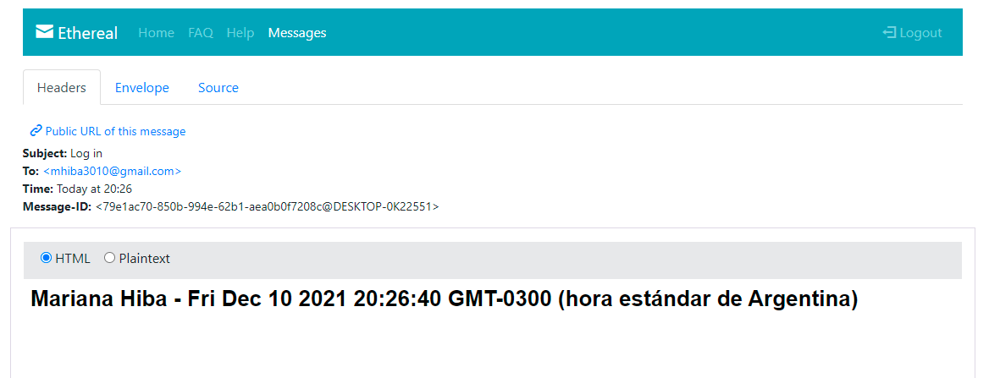 Ethereal Home FAQ Help Messages Logout
Headers Envelope Source
Public URL of this message
Subject: Log in
To: <mhiba3010@gmail.com>
Time: Today at 20:26
Message-ID: <79e1ac70-850b-994e-62b1-aea0b0f7208c@DESKTOP-0K22551>
HTML Plaintext
Mariana Hiba - Fri Dec 10 2021 20:26:40 GMT-0300 (hora estándar de Argentina)